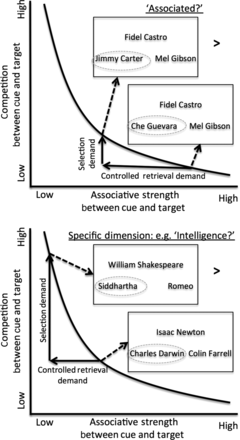 'Associated?'
High
Competition
between cue and target
Low
Fidel Castro
Jimmy Carter
Mel Gibson
>
Fidel Castro
Che Guevara
Mel Gibson
Selection
demand
Controlled retrieval demand
Low
Associative strength
between cue and target
High
Specific dimension: e.g. 'Intelligence?'
High
Competition
between cue and target
Low
William Shakespeare
Siddhartha
Romeo
>
Isaac Newton
Charles Darwin
Colin Farrell
Selection demand
Controlled retrieval
demand
Low
Associative strength
between cue and target
High